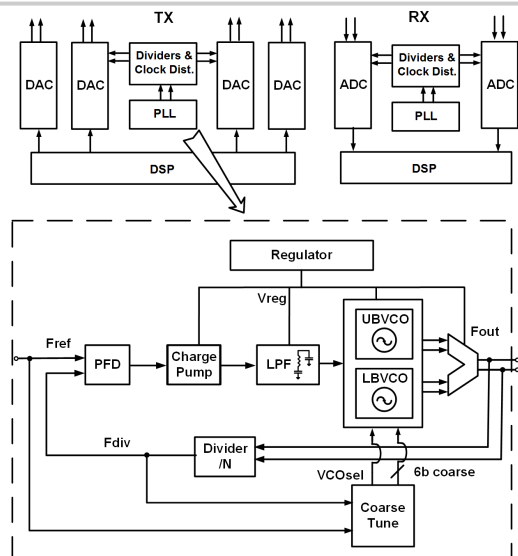 TX
RX
DAC
DAC
Dividers &
Clock Dist.
DAC
DAC
PLL
DSP
ADC
Dividers &
Clock Dist.
ADC
PLL
DSP
Regulator
Vreg
Fref
PFD
Charge
Pump
LPF
UBVCO
LBVCO
Fout
Fdiv
Divider
/N
VCOsel
6b coarse
Coarse
Tune